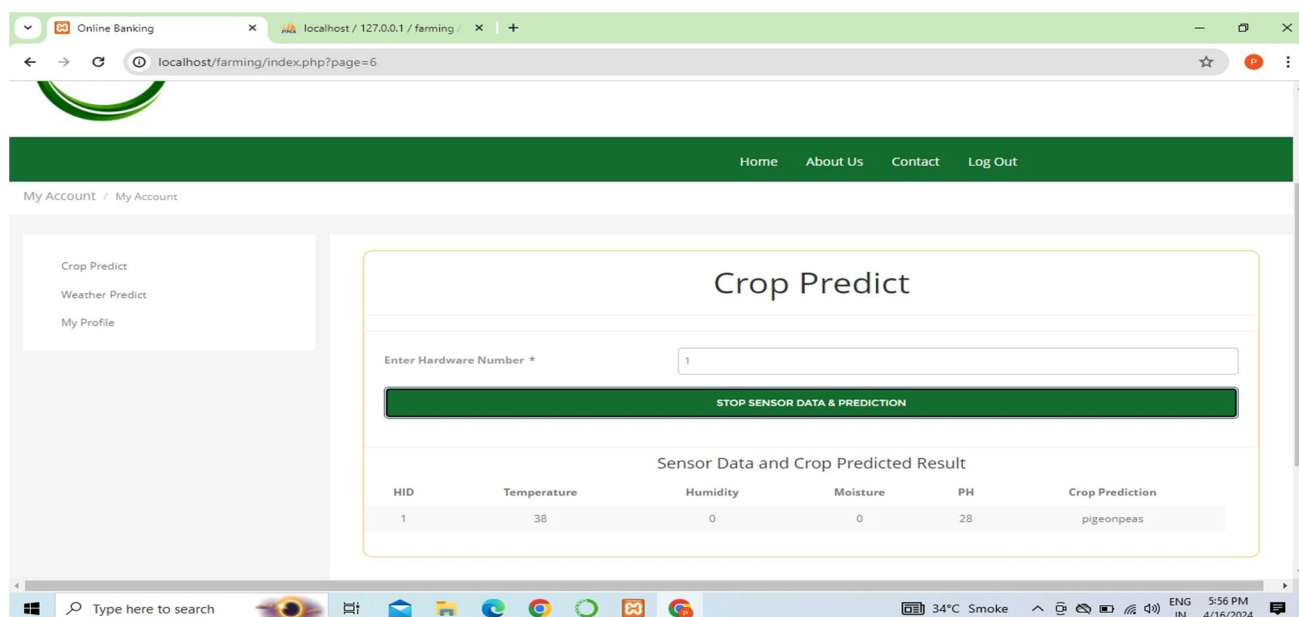 Online Banking
localhost / 127.0.0.1 / farming /
localhost/farming/index.php?page=6
P
Home About Us Contact Log Out
My Account / My Account
Crop Predict
Weather Predict
My Profile
Crop Predict
Enter Hardware Number *
1
STOP SENSOR DATA & PREDICTION
Sensor Data and Crop Predicted Result
HID Temperature Humidity Moisture PH Crop Prediction
1 38 0 0 28 pigeonpeas
Type here to search
34°C Smoke
ENG
IN
5:56 PM
4/16/2024